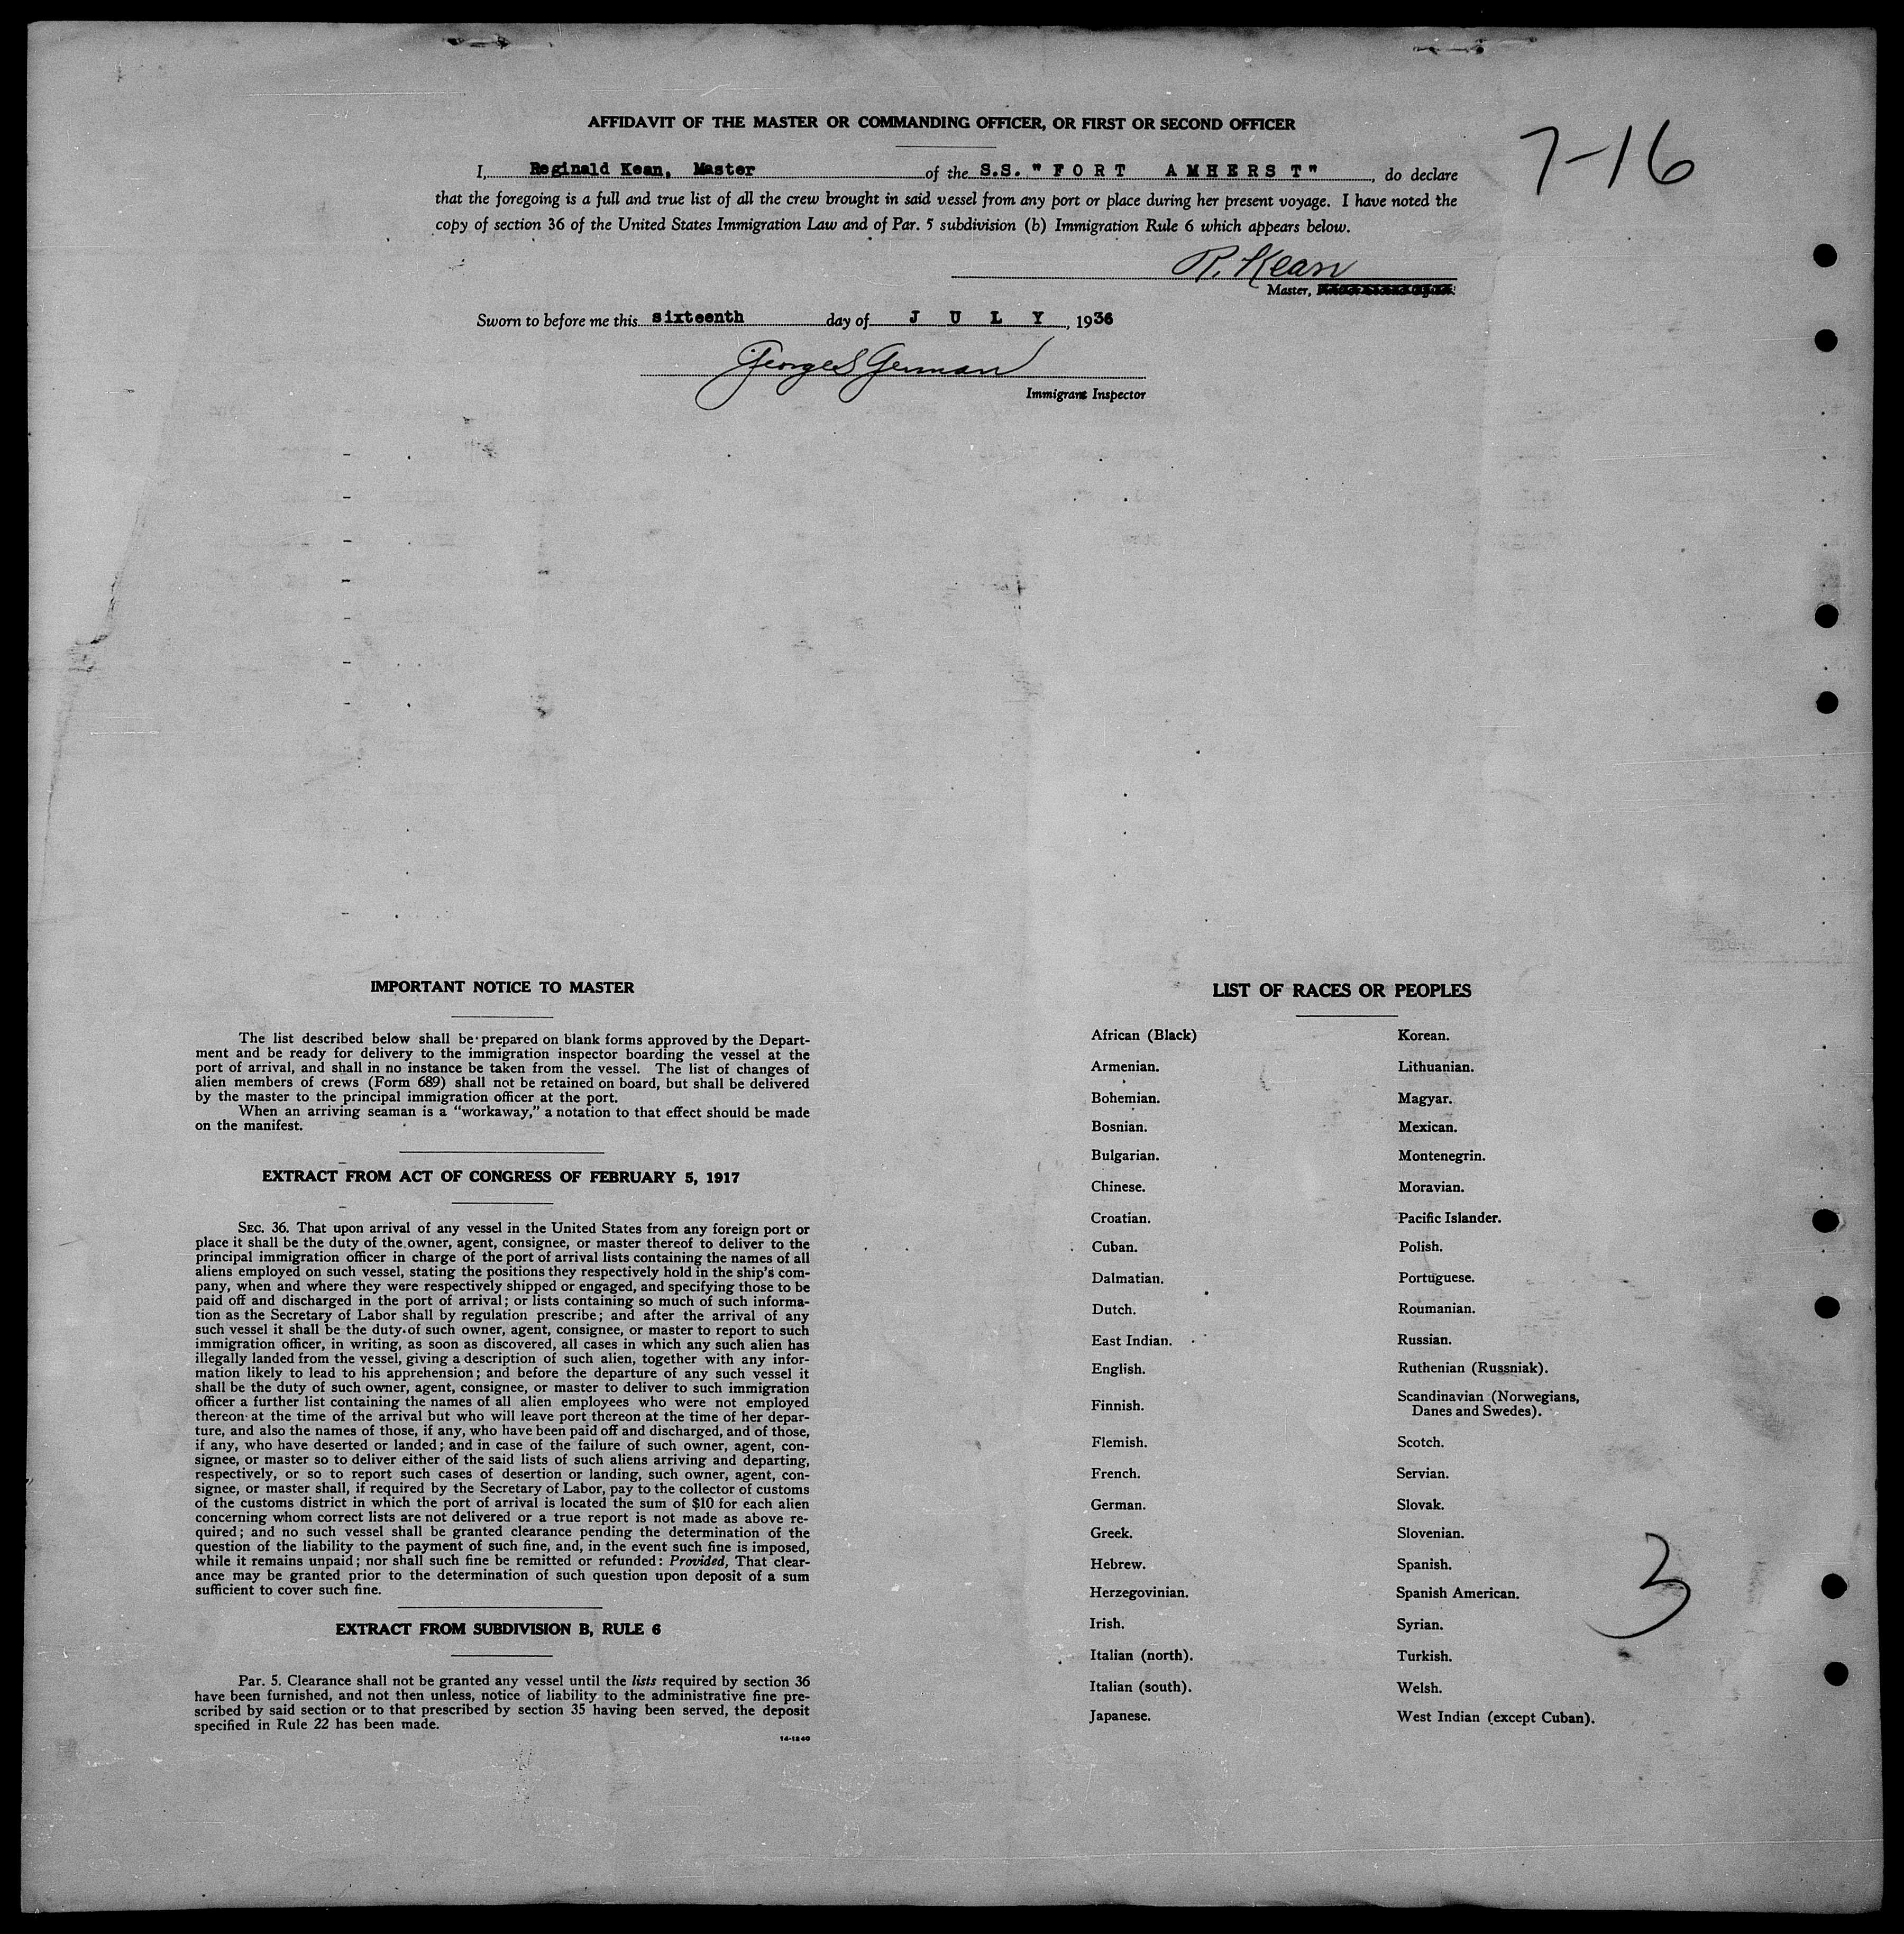 AFFIDAVIT OF THE MASTER OR COMMANDING OFFICER, OR FIRST OR SECOND OFFICER
7-16
I, Reginald Kean, Master of the S.S. "FORT AMHERST", do declare
that the foregoing is a full and true list of all the crew brought in said vessel from any port or place during her present voyage. I have noted the
copy of section 36 of the United States Immigration Law and of Par. 5 subdivision (b) Immigration Rule 6 which appears below.
R. Kean
Master,
Sworn to before me this sixteenth day of JULY, 1936
George S German
Immigrant Inspector
IMPORTANT NOTICE TO MASTER
The list described below shall be prepared on blank forms approved by the Depart-
ment and be ready for delivery to the immigration inspector boarding the vessel at the
port of arrival, and shall in no instance be taken from the vessel. The list of changes of
alien members of crews (Form 689) shall not be retained on board, but shall be delivered
by the master to the principal immigration officer at the port.
When an arriving seaman is a "workaway," a notation to that effect should be made
on the manifest.
EXTRACT FROM ACT OF CONGRESS OF FEBRUARY 5, 1917
SEC. 36. That upon arrival of any vessel in the United States from any foreign port or
place it shall be the duty of the owner, agent, consignee, or master thereof to deliver to the
principal immigration officer in charge of the port of arrival lists containing the names of all
aliens employed on such vessel, stating the positions they respectively hold in the ship's com-
pany, when and where they were respectively shipped or engaged, and specifying those to be
paid off and discharged in the port of arrival; or lists containing so much of such informa-
tion as the Secretary of Labor shall by regulation prescribe; and after the arrival of any
such vessel it shall be the duty of such owner, agent, consignee, or master to report to such
immigration officer, in writing, as soon as discovered, all cases in which any such alien has
illegally landed from the vessel, giving a description of such alien, together with any infor-
mation likely to lead to his apprehension; and before the departure of any such vessel it
shall be the duty of such owner, agent, consignee, or master to deliver to such immigration
officer a further list containing the names of all alien employees who were not employed
thereon at the time of the arrival but who will leave port thereon at the time of her depar-
ture, and also the names of those, if any, who have been paid off and discharged, and of those,
if any, who have deserted or landed; and in case of the failure of such owner, agent, con-
signee, or master so to deliver either of the said lists of such aliens arriving and departing,
respectively, or so to report such cases of desertion or landing, such owner, agent, con-
signee, or master shall, if required by the Secretary of Labor, pay to the collector of customs
of the customs district in which the port of arrival is located the sum of $10 for each alien
concerning whom correct lists are not delivered or a true report is not made as above re-
quired; and no such vessel shall be granted clearance pending the determination of the
question of the liability to the payment of such fine, and, in the event such fine is imposed,
while it remains unpaid; nor shall such fine be remitted or refunded: Provided, That clear-
ance may be granted prior to the determination of such question upon deposit of a sum
sufficient to cover such fine.
EXTRACT FROM SUBDIVISION B, RULE 6
Par. 5. Clearance shall not be granted any vessel until the lists required by section 36
have been furnished, and not then unless, notice of liability to the administrative fine pre-
scribed by said section or to that prescribed by section 35 having been served, the deposit
specified in Rule 22 has been made.
14-1240
LIST OF RACES OR PEOPLES
African (Black)
Armenian.
Bohemian.
Bosnian.
Bulgarian.
Chinese.
Croatian.
Cuban.
Dalmatian.
Dutch.
East Indian.
English.
Finnish.
Flemish.
French.
German.
Greek.
Hebrew.
Herzegovinian.
Irish.
Italian (north).
Italian (south).
Japanese.
Korean.
Lithuanian.
Magyar.
Mexican.
Montenegrin.
Moravian.
Pacific Islander.
Polish.
Portuguese.
Roumanian.
Russian.
Ruthenian (Russniak).
Scandinavian (Norwegians,
Danes and Swedes).
Scotch.
Servian.
Slovak.
Slovenian.
Spanish.
Spanish American.
Syrian.
Turkish.
Welsh.
West Indian (except Cuban).
3